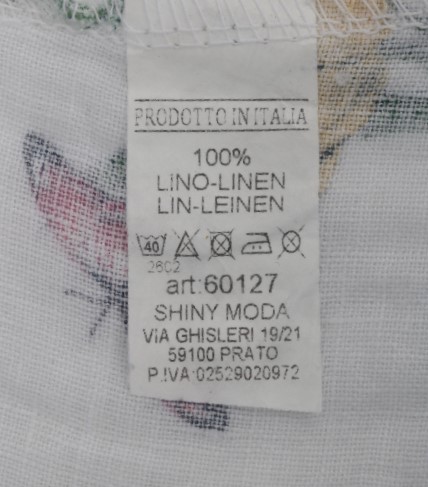 PRODOTTO IN ITALIA
100%
LINO-LINEN
LIN-LEINEN
40
2602
art:60127
SHINY MODA
VIA GHISLERI 19/21
59100 PRATO
P.IVA:02529020972